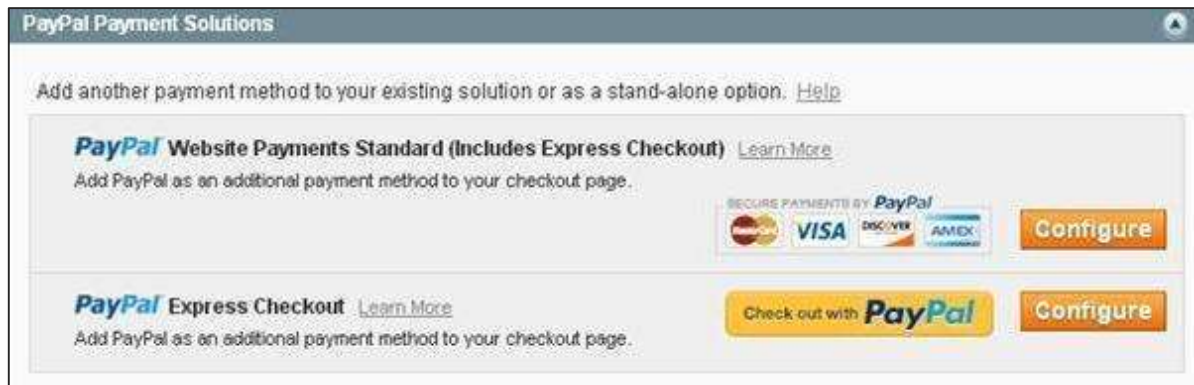 PayPal Payment Solutions
Add another payment method to your existing solution or as a stand-alone option. Help
PayPal Website Payments Standard (Includes Express Checkout) Learn More
Add PayPal as an additional payment method to your checkout page.
SECURE PAYMENTS BY PayPal
MasterCard VISA DISCOVER AMEX Configure
PayPal Express Checkout Learn More
Check out with PayPal Configure
Add PayPal as an additional payment method to your checkout page.